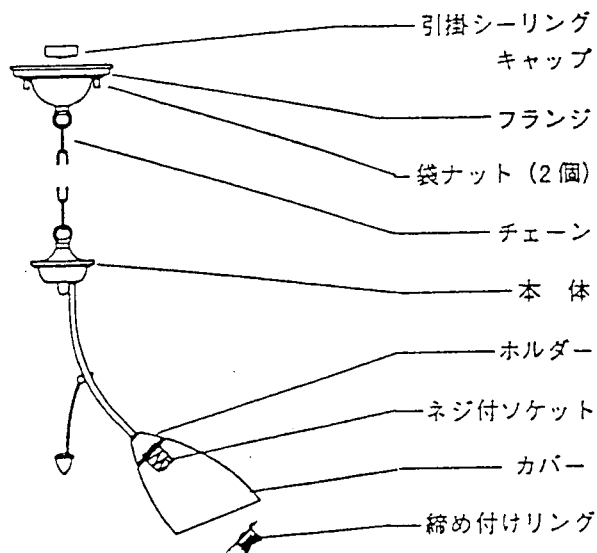 引掛シーリング
キャップ
フランジ
袋ナット（2個）
チェーン
本　体
ホルダー
ネジ付ソケット
カバー
締め付けリング